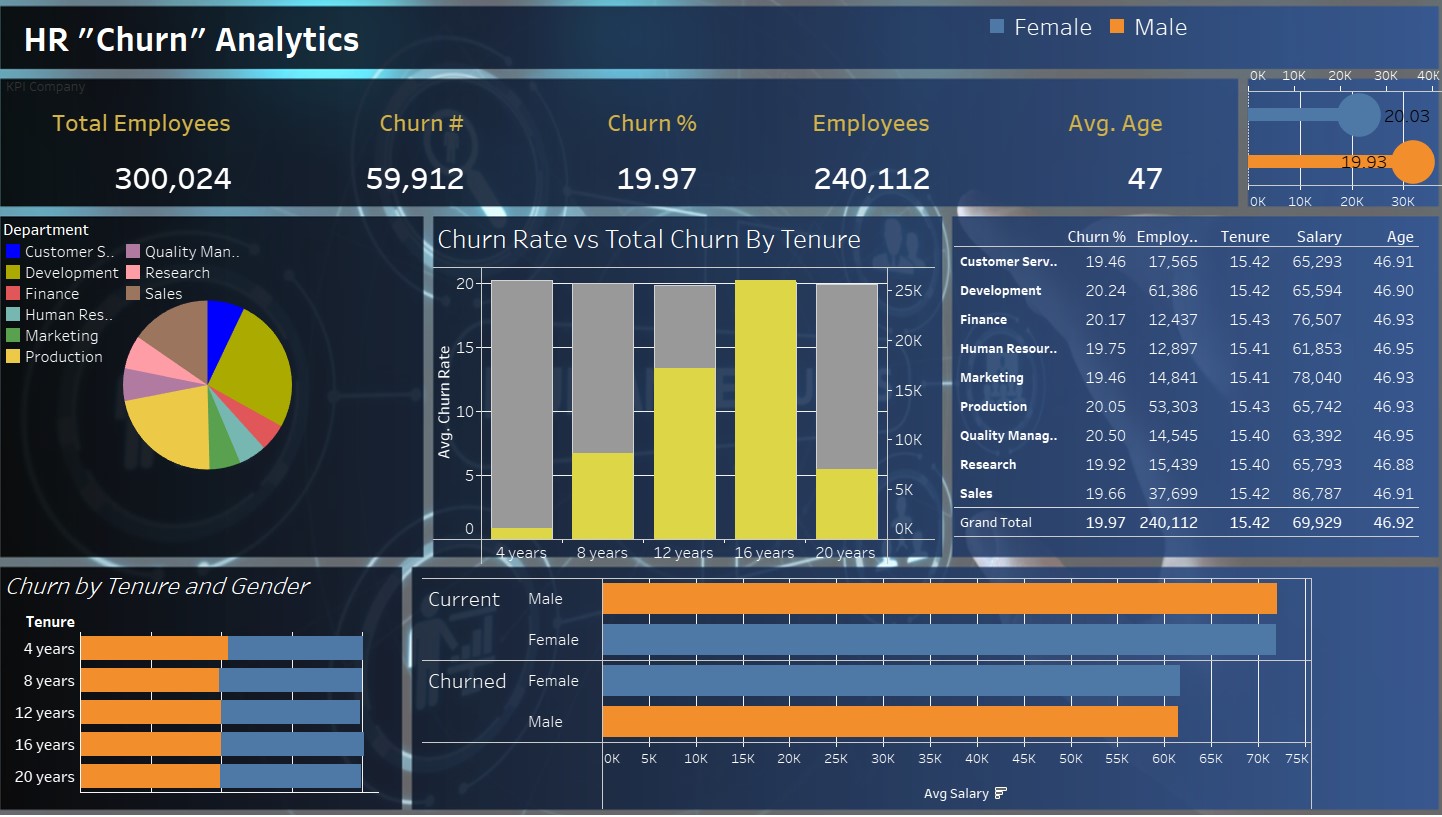 HR ”Churn” Analytics
Female Male
KPI Company
Total Employees Churn # Churn % Employees Avg. Age
300,024 59,912 19.97 240,112 47
0K 10K 20K 30K 40K
20.03
19.93
0K 10K 20K 30K
Department
Customer S.. Quality Man..
Development Research
Finance Sales
Human Res..
Marketing
Production
Churn Rate vs Total Churn By Tenure
Avg. Churn Rate
20 25K
15 20K
10 15K
5 10K
0 5K
0K
4 years 8 years 12 years 16 years 20 years
Churn % Employ.. Tenure Salary Age
Customer Serv.. 19.46 17,565 15.42 65,293 46.91
Development 20.24 61,386 15.42 65,594 46.90
Finance 20.17 12,437 15.43 76,507 46.93
Human Resour.. 19.75 12,897 15.41 61,853 46.95
Marketing 19.46 14,841 15.41 78,040 46.93
Production 20.05 53,303 15.43 65,742 46.93
Quality Manag.. 20.50 14,545 15.40 63,392 46.95
Research 19.92 15,439 15.40 65,793 46.88
Sales 19.66 37,699 15.42 86,787 46.91
Grand Total 19.97 240,112 15.42 69,929 46.92
Churn by Tenure and Gender
Tenure
4 years
8 years
12 years
16 years
20 years
Current Male
Female
Churned Female
Male
0K 5K 10K 15K 20K 25K 30K 35K 40K 45K 50K 55K 60K 65K 70K 75K
Avg Salary